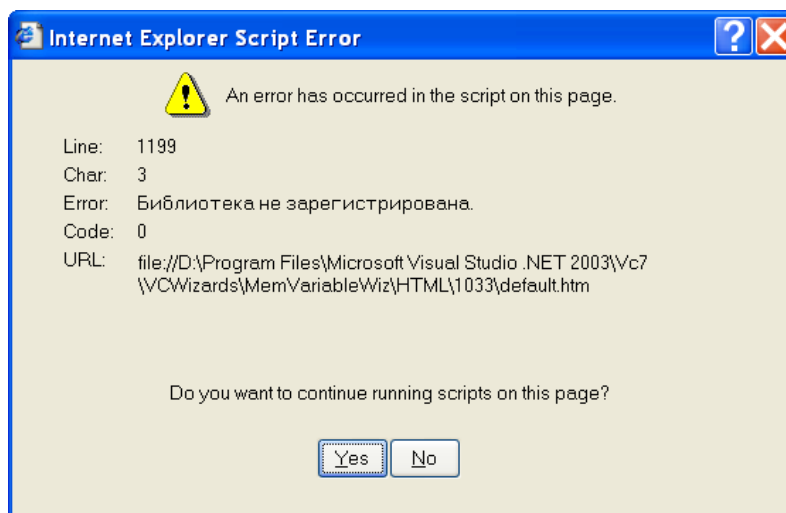 Internet Explorer Script Error
An error has occurred in the script on this page.
Line: 1199
Char: 3
Error: Библиотека не зарегистрирована.
Code: 0
URL: file://D:\Program Files\Microsoft Visual Studio .NET 2003\Vc7
\VCWizards\MemVariableWiz\HTML\1033\default.htm
Do you want to continue running scripts on this page?
Yes No